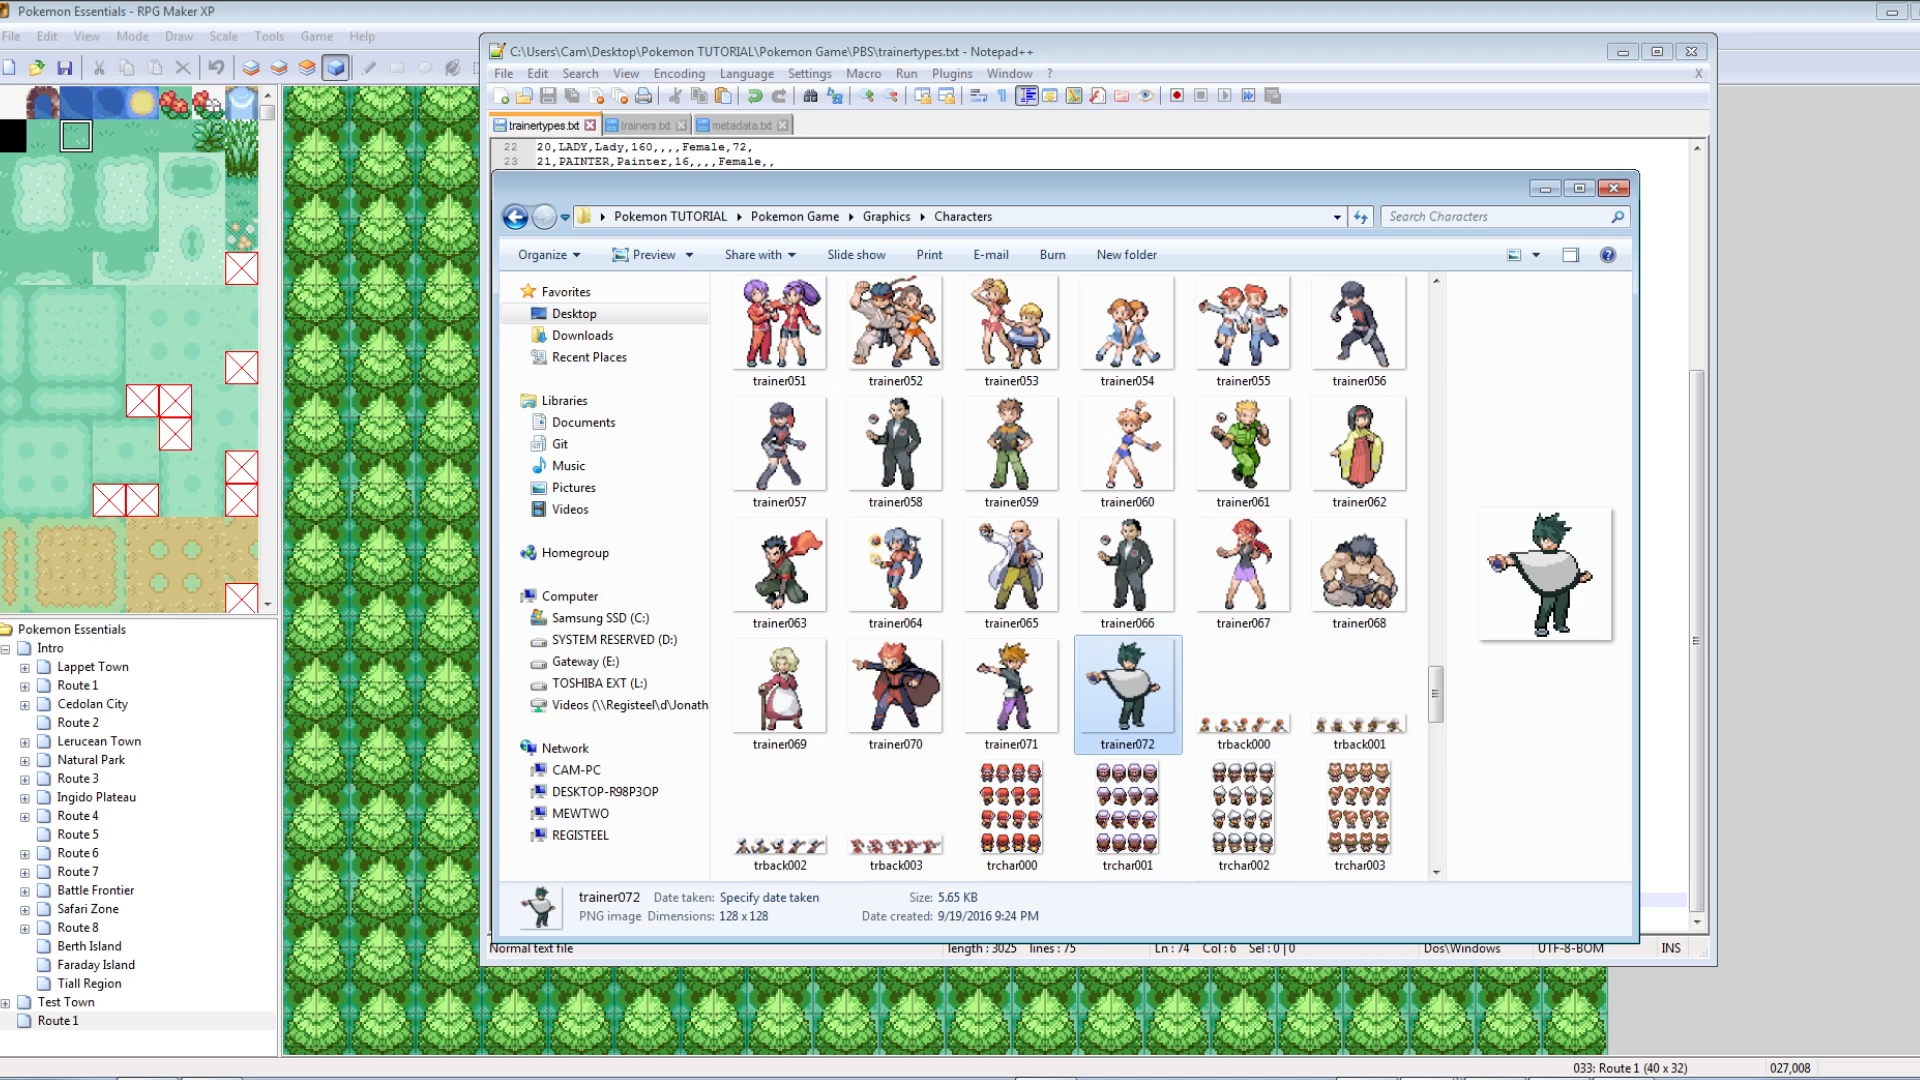 Pokemon Essentials - RPG Maker XP
File Edit View Mode Draw Scale Tools Game Help
C:\Users\Cam\Desktop\Pokemon TUTORIAL\Pokemon Game\PBS\trainertypes.txt - Notepad++
File Edit Search View Encoding Language Settings Macro Run Plugins Window ? X
trainertypes.txt trainers.txt metadata.txt
22 20,LADY,Lady,160,,,,Female,72,
23 21,PAINTER,Painter,16,,,,Female,,
Pokemon TUTORIAL Pokemon Game Graphics Characters Search Characters
Organize Preview Share with Slide show Print E-mail Burn New folder
Favorites
Desktop
Downloads
Recent Places
Libraries
Documents
Git
Music
Pictures
Videos
Homegroup
Computer
Samsung SSD (C:)
SYSTEM RESERVED (D:)
Gateway (E:)
TOSHIBA EXT (L:)
Videos (\\Registeel\d\Jonath
Network
CAM-PC
DESKTOP-R98P3OP
MEWTWO
REGISTEEL
trainer051 trainer052 trainer053 trainer054 trainer055 trainer056
trainer057 trainer058 trainer059 trainer060 trainer061 trainer062
trainer063 trainer064 trainer065 trainer066 trainer067 trainer068
trainer069 trainer070 trainer071 trainer072 trback000 trback001
trback002 trback003 trchar000 trchar001 trchar002 trchar003
trainer072 Date taken: Specify date taken Size: 5.65 KB
PNG image Dimensions: 128 x 128 Date created: 9/19/2016 9:24 PM
Normal text file length : 3025 lines : 75 Ln : 74 Col : 6 Sel : 0 | 0 Dos\Windows UTF-8-BOM INS
Pokemon Essentials
Intro
Lappet Town
Route 1
Cedolan City
Route 2
Lerucean Town
Natural Park
Route 3
Ingido Plateau
Route 4
Route 5
Route 6
Route 7
Battle Frontier
Safari Zone
Route 8
Berth Island
Faraday Island
Tiall Region
Test Town
Route 1
033: Route 1 (40 x 32) 027,008